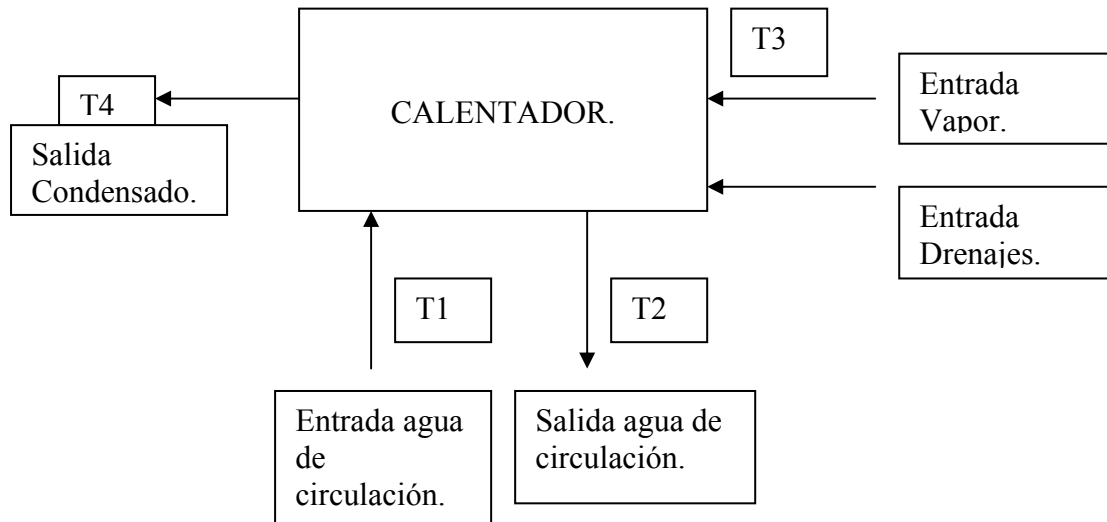 T3
Entrada
Vapor.
T4
Salida
Condensado.
CALENTADOR.
Entrada
Drenajes.
T1
T2
Entrada agua
de
circulación.
Salida agua de
circulación.